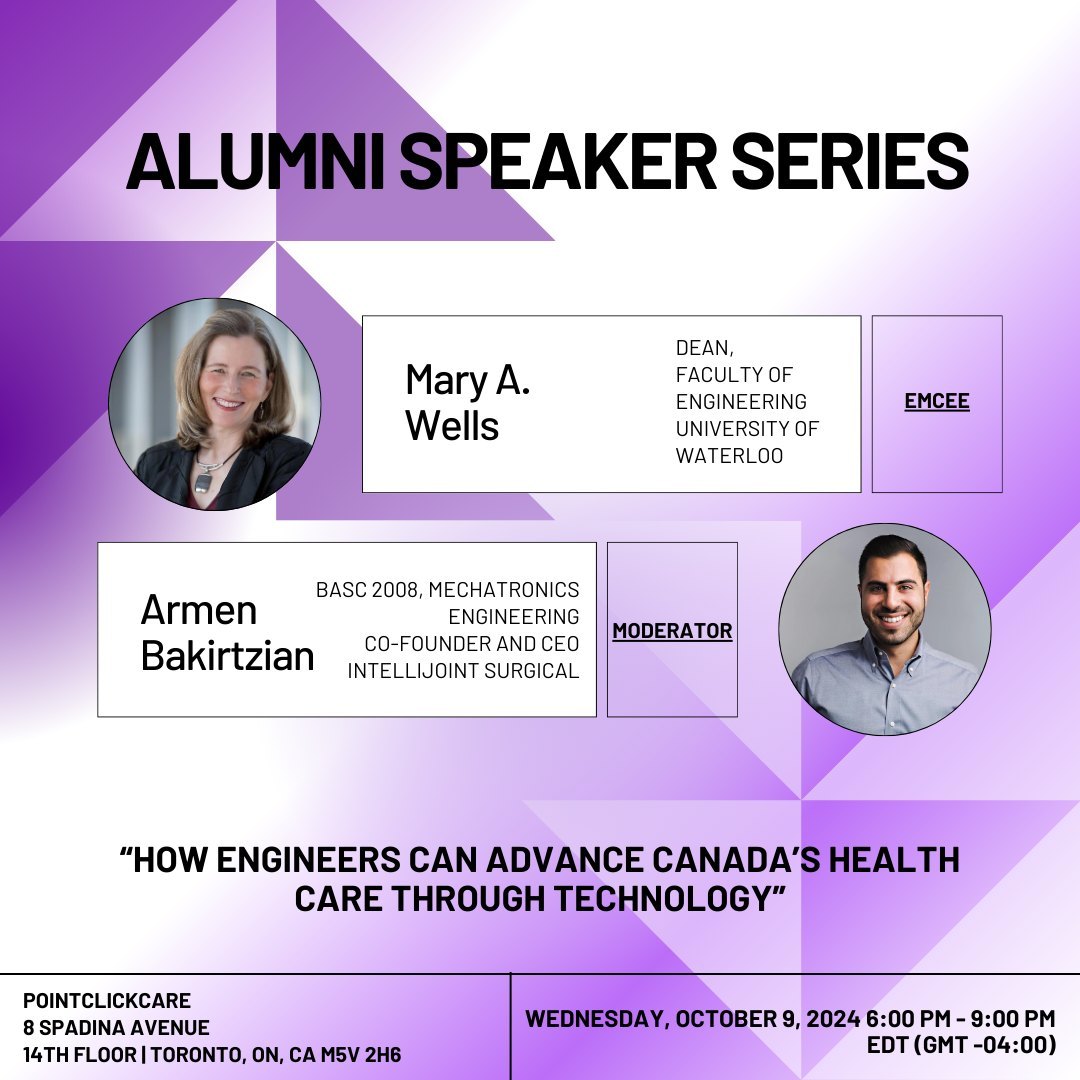 ALUMNI SPEAKER SERIES
Mary A.
Wells
DEAN,
FACULTY OF
ENGINEERING
UNIVERSITY OF
WATERLOO
EMCEE
Armen
Bakirtzian
BASC 2008, MECHATRONICS
ENGINEERING
CO-FOUNDER AND CEO
INTELLIJOINT SURGICAL
MODERATOR
“HOW ENGINEERS CAN ADVANCE CANADA’S HEALTH
CARE THROUGH TECHNOLOGY”
POINTCLICKCARE
8 SPADINA AVENUE
14TH FLOOR | TORONTO, ON, CA M5V 2H6
WEDNESDAY, OCTOBER 9, 2024 6:00 PM - 9:00 PM
EDT (GMT -04:00)